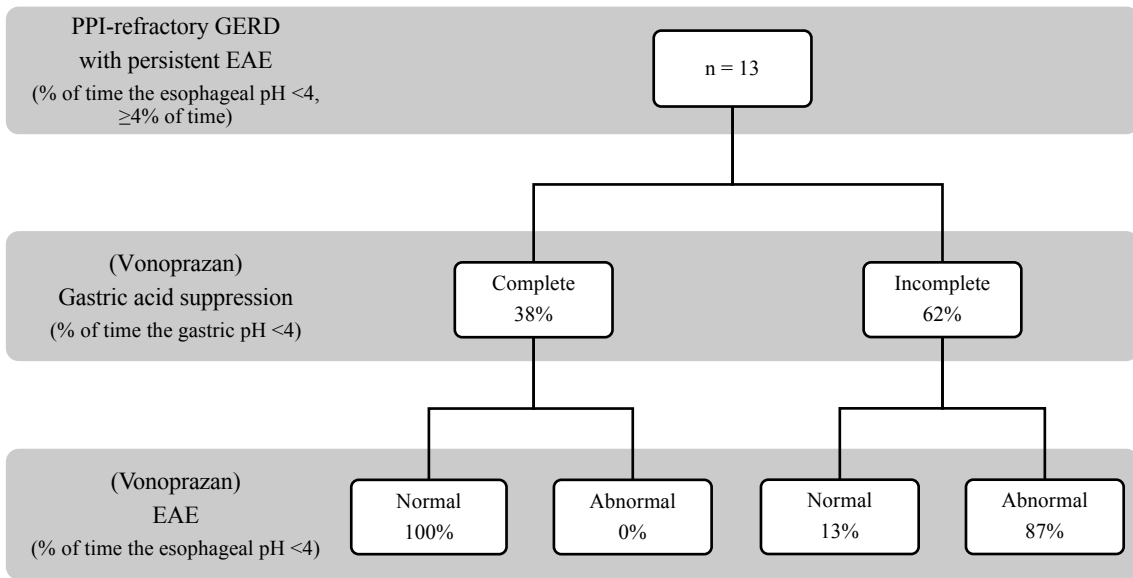 PPI-refractory GERD
with persistent EAE
(% of time the esophageal pH <4,
≥4% of time)
n = 13
(Vonoprazan)
Gastric acid suppression
(% of time the gastric pH <4)
Complete
38%
Incomplete
62%
(Vonoprazan)
EAE
(% of time the esophageal pH <4)
Normal
100%
Abnormal
0%
Normal
13%
Abnormal
87%